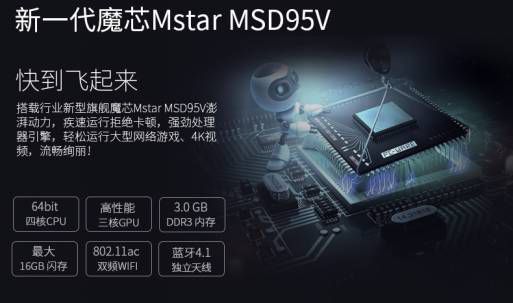 新一代魔芯Mstar MSD95V
快到飞起来
搭载行业新型旗舰魔芯Mstar MSD95V澎
湃动力，疾速运行拒绝卡顿，强劲处理
器引擎，轻松运行大型网络游戏、4K视
频，流畅绚丽！
64bit
四核CPU
高性能
三核GPU
3.0 GB
DDR3 内存
最大
16GB 闪存
802.11ac
双频WIFI
蓝牙4.1
独立天线